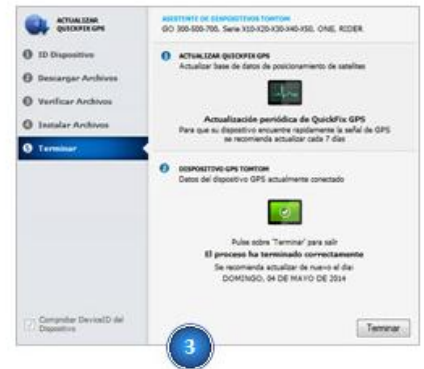 ACTUALIZAR
QUICKFIX GPS
1 ID Dispositivo
2 Descargar Archivos
3 Verificar Archivos
4 Instalar Archivos
5 Terminar
Comprobar DeviceID del
Dispositivo
ASISTENTE DE DISPOSITIVOS TOMTOM
GO 300-500-700, Serie X10-X20-X30-X40-X50, ONE, RIDER
1 ACTUALIZAR QUICKFIX GPS
Actualizar base de datos de posicionamiento de satelites
Actualización periódica de QuickFix GPS
Para que su dispositivo encuentre rapidamente la señal de GPS
se recomienda actualizar cada 7 días
2 DISPOSITIVO GPS TOMTOM
Datos del dispositivo GPS actualmente conectado
Pulse sobre 'Terminar' para salir
El proceso ha terminado correctamente
Se recomienda actualizar de nuevo el dia:
DOMINGO, 04 DE MAYO DE 2014
Terminar
3